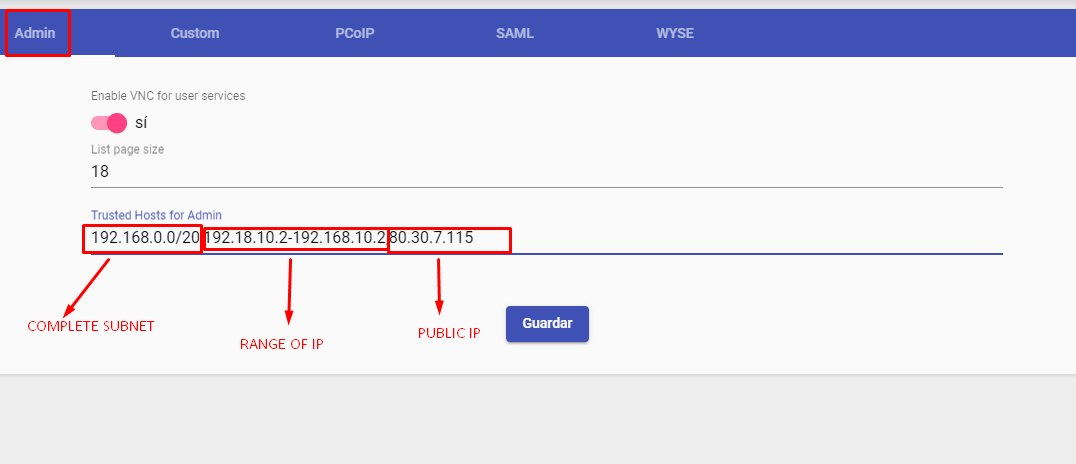 Admin Custom PCoIP SAML WYSE
Enable VNC for user services
sí
List page size
18
Trusted Hosts for Admin
192.168.0.0/20,192.18.10.2-192.168.10.2,80.30.7.115
COMPLETE SUBNET RANGE OF IP PUBLIC IP
Guardar